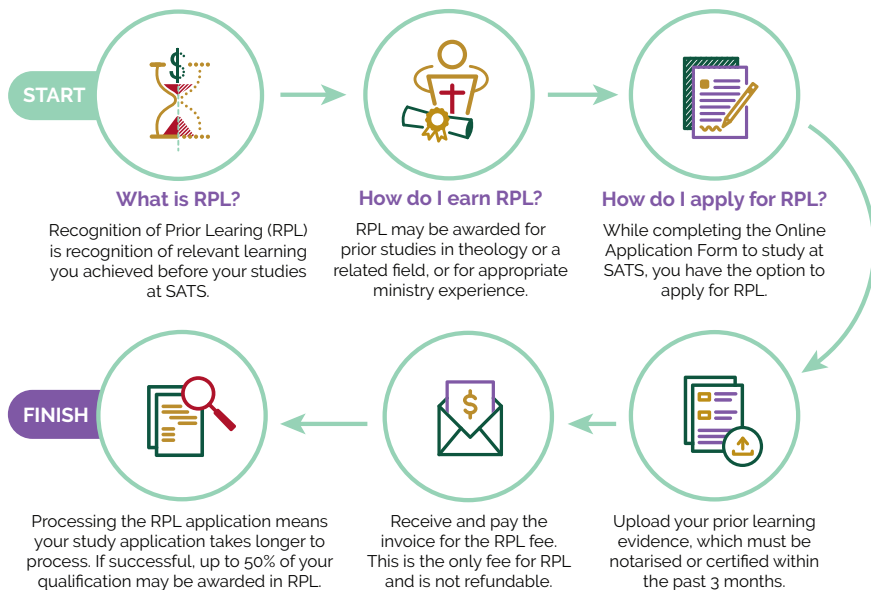 START
What is RPL?
Recognition of Prior Learing (RPL)
is recognition of relevant learning
you achieved before your studies
at SATS.
How do I earn RPL?
RPL may be awarded for
prior studies in theology or a
related field, or for appropriate
ministry experience.
How do I apply for RPL?
While completing the Online
Application Form to study at
SATS, you have the option to
apply for RPL.
Upload your prior learning
evidence, which must be
notarised or certified within
the past 3 months.
Receive and pay the
invoice for the RPL fee.
This is the only fee for RPL
and is not refundable.
FINISH
Processing the RPL application means
your study application takes longer to
process. If successful, up to 50% of your
qualification may be awarded in RPL.